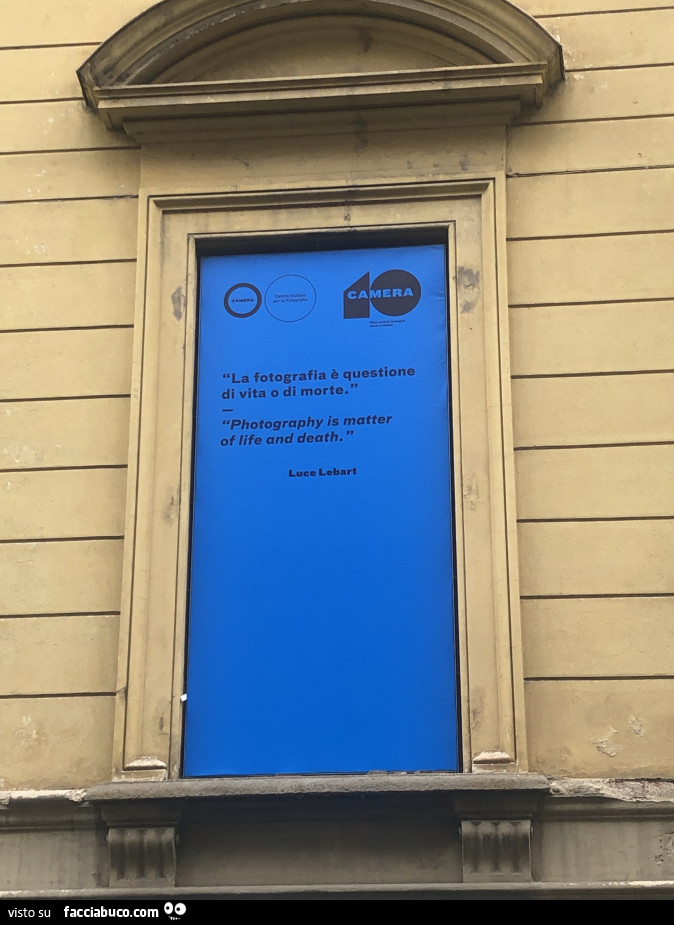 CAMERA
Centro Italiano
per la Fotografia
10
CAMERA
“La fotografia è questione
di vita o di morte.”
—
“Photography is matter
of life and death.”
Luce Lebart
visto su facciabuco.com